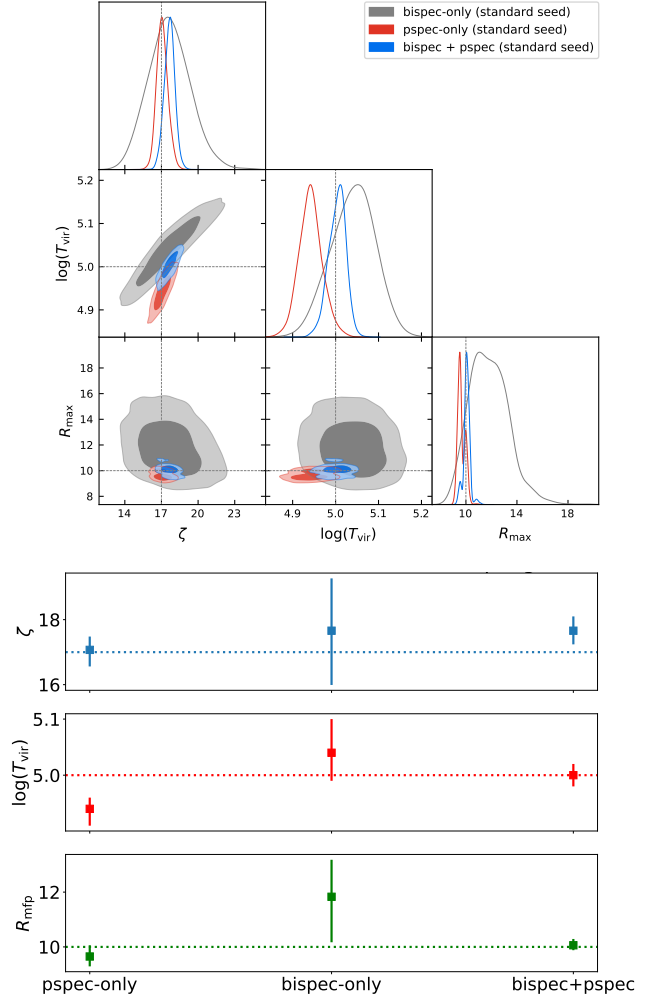 bispec-only (standard seed)
pspec-only (standard seed)
bispec + pspec (standard seed)
5.2
5.1
5.0
4.9
log(T_vir)
18
16
14
12
10
8
R_max
14 17 20 23
ζ
4.9 5.0 5.1 5.2
log(T_vir)
10 14 18
R_max
18
16
ζ
5.1
5.0
log(T_vir)
12
10
R_mfp
pspec-only bispec-only bispec+pspec